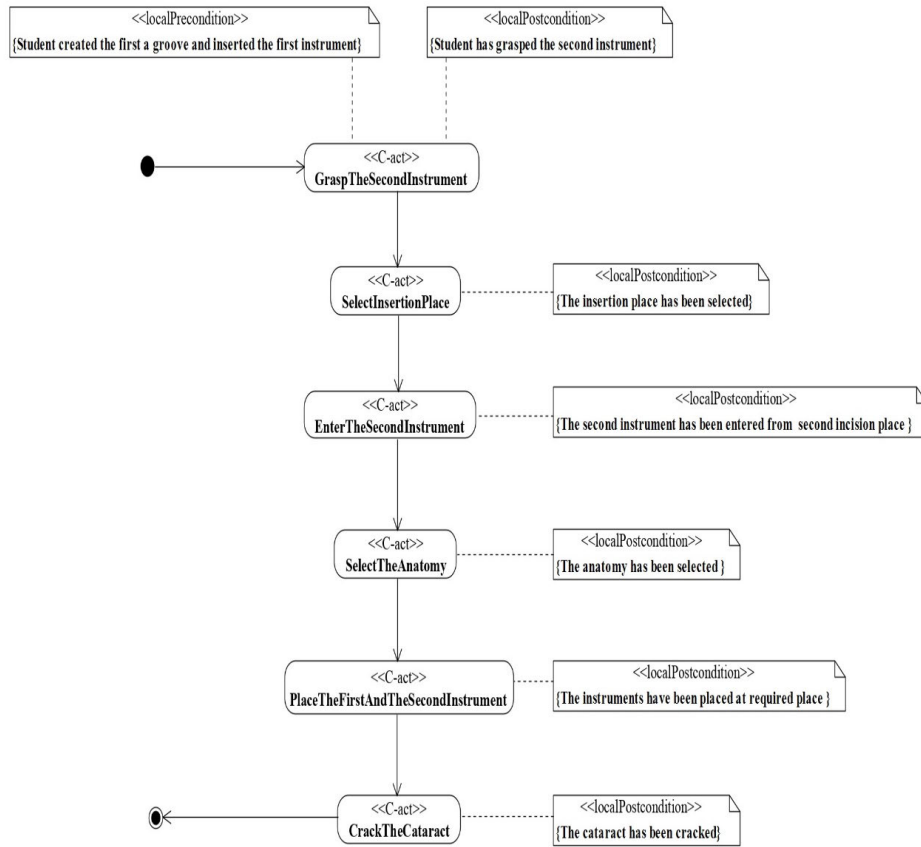 <<localPrecondition>>
{Student created the first a groove and inserted the first instrument}
<<localPostcondition>>
{Student has grasped the second instrument}
<<C-act>>
GraspTheSecondInstrument
<<C-act>>
SelectInsertionPlace
<<localPostcondition>>
{The insertion place has been selected}
<<C-act>>
EnterTheSecondInstrument
<<localPostcondition>>
{The second instrument has been entered from second incision place }
<<C-act>>
SelectTheAnatomy
<<localPostcondition>>
{The anatomy has been selected }
<<C-act>>
PlaceTheFirstAndTheSecondInstrument
<<localPostcondition>>
{The instruments have been placed at required place }
<<C-act>>
CrackTheCataract
<<localPostcondition>>
{The cataract has been cracked}